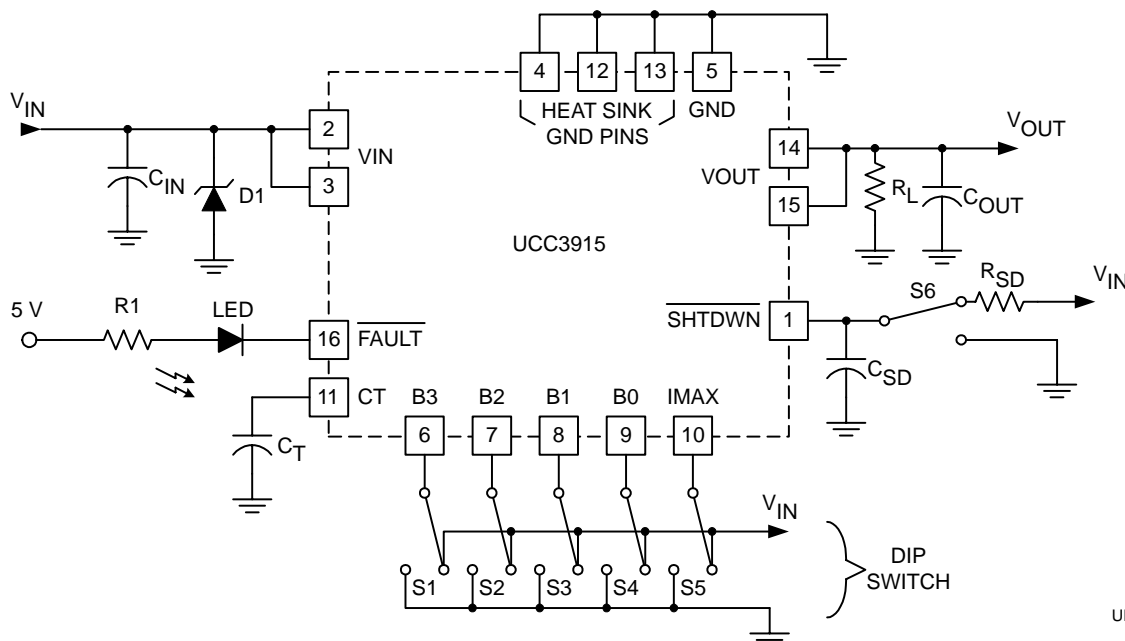 4 12 13 5
HEAT SINK
GND PINS
GND
VIN
2
3
VIN
CIN
D1
14
15
VOUT
VOUT
RL
COUT
UCC3915
5 V
R1
LED
16
FAULT
11
CT
CT
SHTDWN
1
S6
RSD
VIN
CSD
B3 B2 B1 B0 IMAX
6 7 8 9 10
VIN
S1 S2 S3 S4 S5
DIP
SWITCH